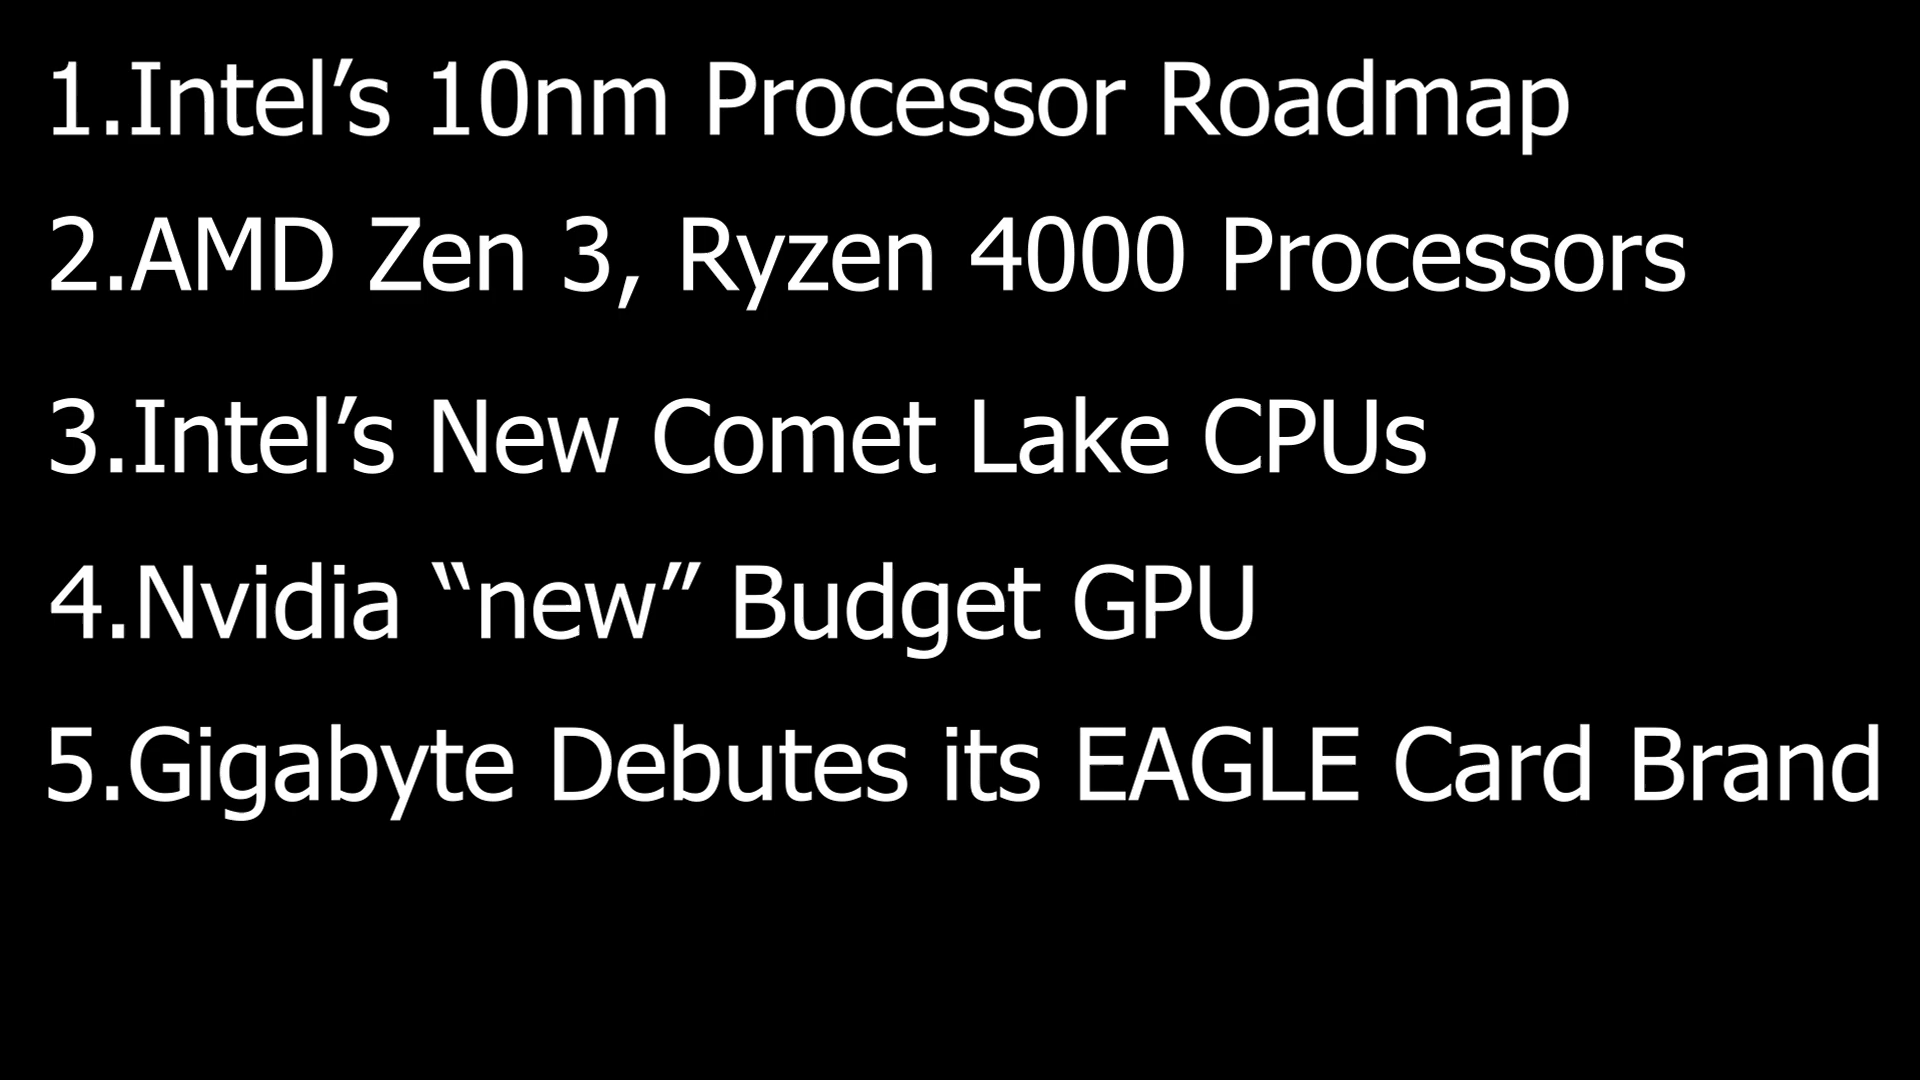 1.Intel’s 10nm Processor Roadmap
2.AMD Zen 3, Ryzen 4000 Processors
3.Intel’s New Comet Lake CPUs
4.Nvidia “new” Budget GPU
5.Gigabyte Debutes its EAGLE Card Brand